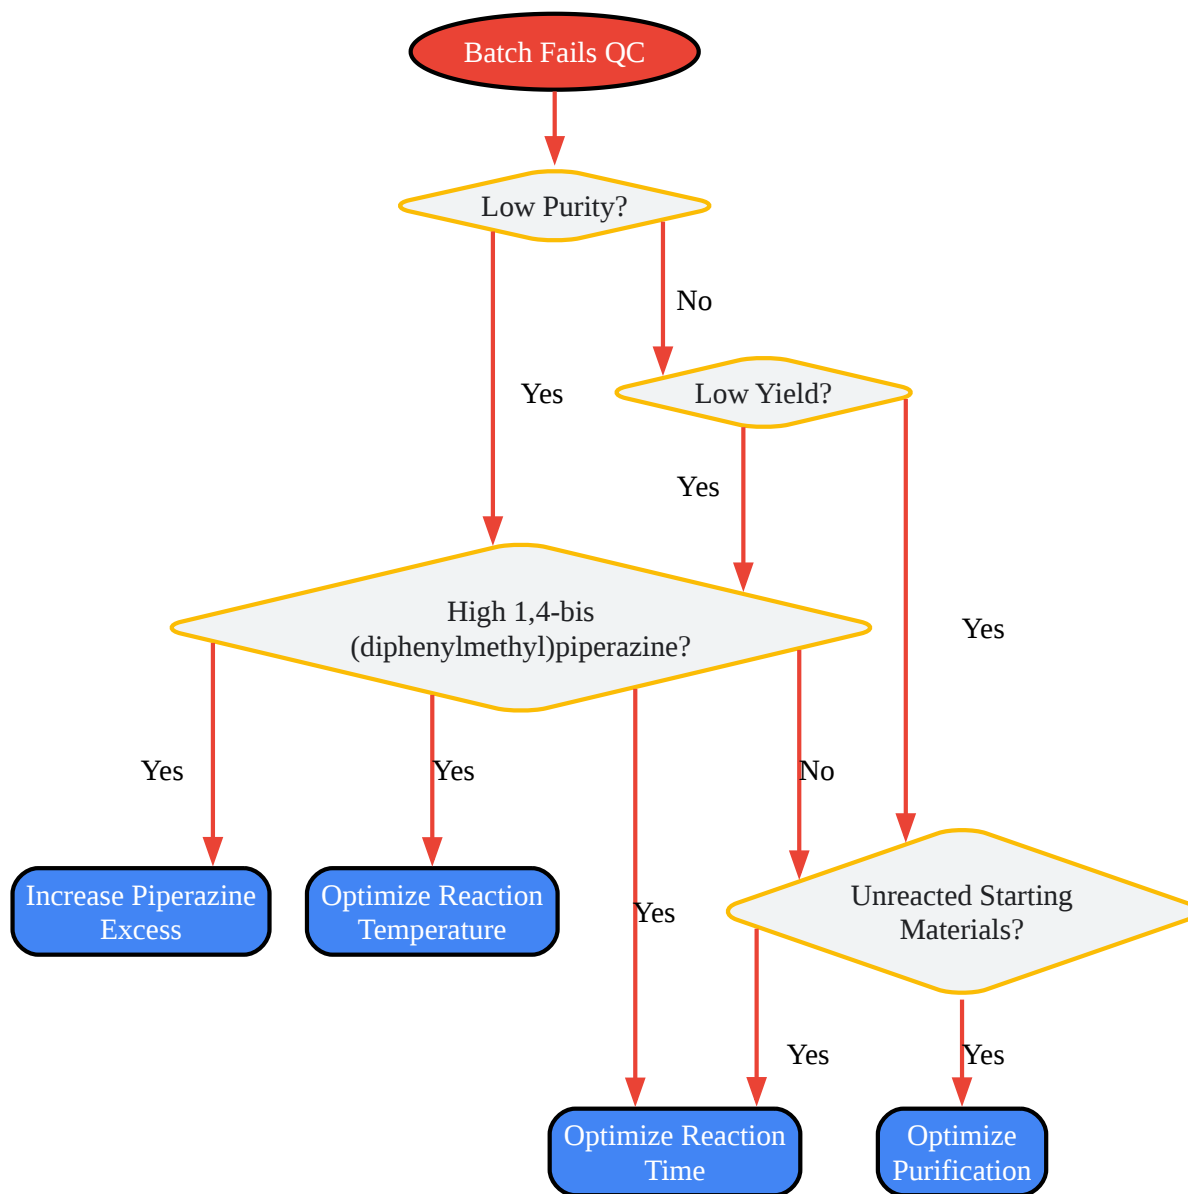 Batch Fails QC
Low Purity?
No
Yes
Low Yield?
Yes
High 1,4-bis
(diphenylmethyl)piperazine?
Yes
Yes
Yes
No
Increase Piperazine
Excess
Optimize Reaction
Temperature
Yes
Unreacted Starting
Materials?
Yes
Yes
Optimize Reaction
Time
Optimize
Purification